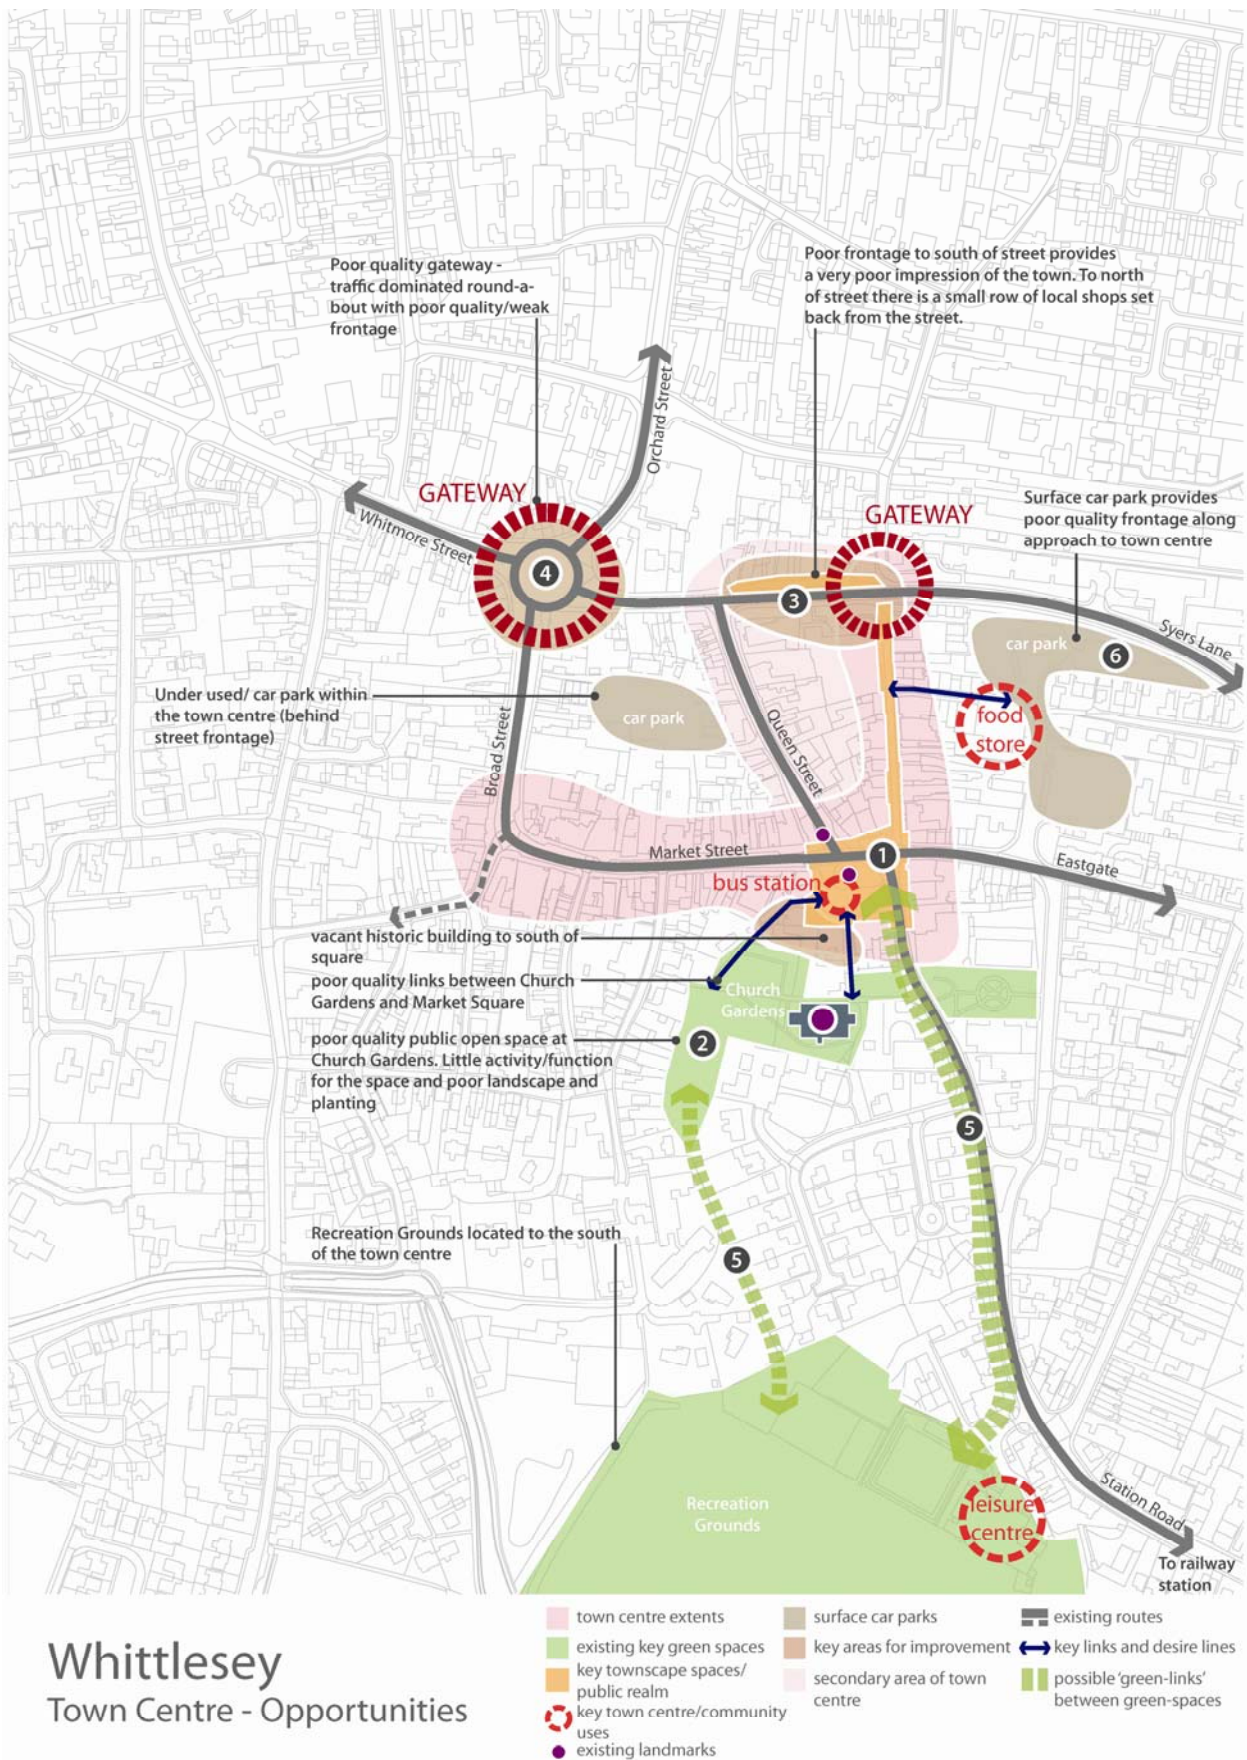 Poor quality gateway -
traffic dominated round-a-
bout with poor quality/weak
frontage
Poor frontage to south of street provides
a very poor impression of the town. To north
of street there is a small row of local shops set
back from the street.
Orchard Street
GATEWAY
Whitmore Street
4
GATEWAY
Surface car park provides
poor quality frontage along
approach to town centre
3
Syers Lane
car park
6
Under used/ car park within
the town centre (behind
street frontage)
car park
Broad Street
Queen Street
food
store
Market Street
1
Eastgate
bus station
vacant historic building to south of
square
poor quality links between Church
Gardens and Market Square
Church
Gardens
poor quality public open space at
Church Gardens. Little activity/function
for the space and poor landscape and
planting
2
5
Recreation Grounds located to the south
of the town centre
5
Recreation
Grounds
leisure
centre
Station Road
To railway
station
Whittlesey
Town Centre - Opportunities
town centre extents
existing key green spaces
key townscape spaces/
public realm
key town centre/community
uses
existing landmarks
surface car parks
key areas for improvement
secondary area of town
centre
existing routes
key links and desire lines
possible 'green-links'
between green-spaces